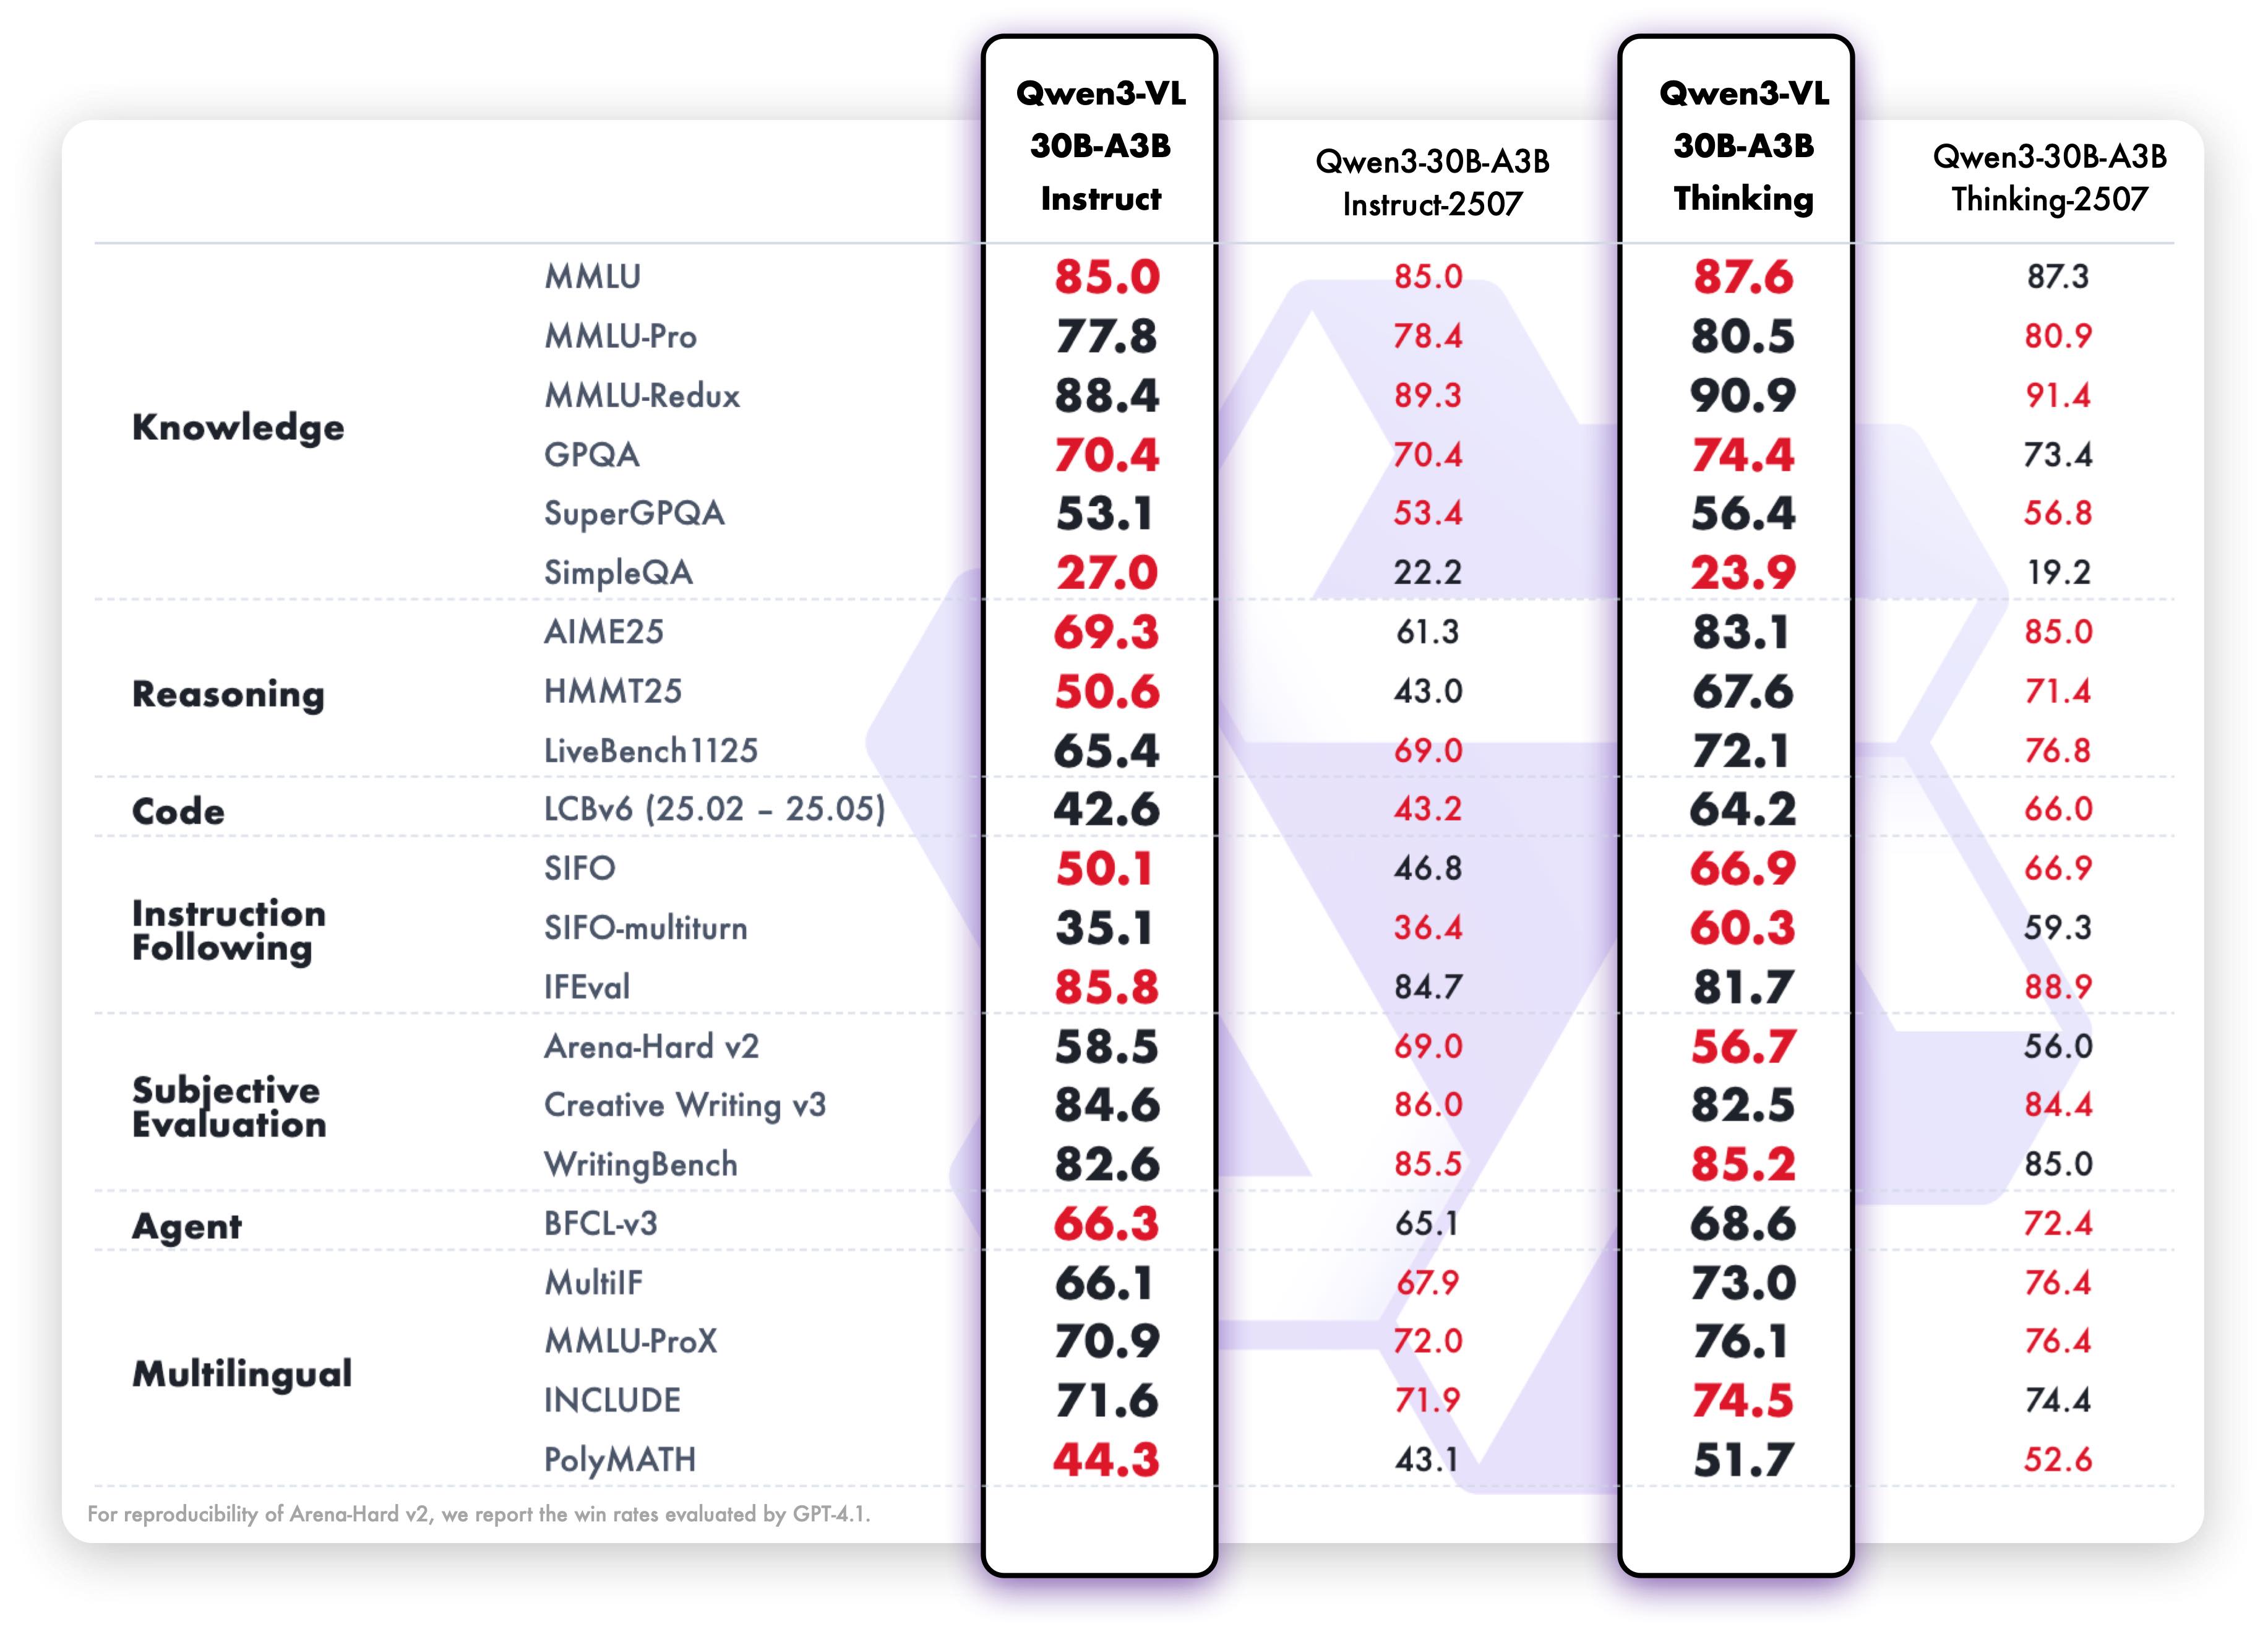 Qwen3-VL
30B-A3B
Instruct
Qwen3-30B-A3B
Instruct-2507
Qwen3-VL
30B-A3B
Thinking
Qwen3-30B-A3B
Thinking-2507
Knowledge
MMLU 85.0 85.0 87.6 87.3
MMLU-Pro 77.8 78.4 80.5 80.9
MMLU-Redux 88.4 89.3 90.9 91.4
GPQA 70.4 70.4 74.4 73.4
SuperGPQA 53.1 53.4 56.4 56.8
SimpleQA 27.0 22.2 23.9 19.2
Reasoning
AIME25 69.3 61.3 83.1 85.0
HMMT25 50.6 43.0 67.6 71.4
LiveBench1125 65.4 69.0 72.1 76.8
Code
LCBv6 (25.02 – 25.05) 42.6 43.2 64.2 66.0
Instruction
Following
SIFO 50.1 46.8 66.9 66.9
SIFO-multiturn 35.1 36.4 60.3 59.3
IFEval 85.8 84.7 81.7 88.9
Subjective
Evaluation
Arena-Hard v2 58.5 69.0 56.7 56.0
Creative Writing v3 84.6 86.0 82.5 84.4
WritingBench 82.6 85.5 85.2 85.0
Agent
BFCL-v3 66.3 65.1 68.6 72.4
Multilingual
MultiIF 66.1 67.9 73.0 76.4
MMLU-ProX 70.9 72.0 76.1 76.4
INCLUDE 71.6 71.9 74.5 74.4
PolyMATH 44.3 43.1 51.7 52.6
For reproducibility of Arena-Hard v2, we report the win rates evaluated by GPT-4.1.